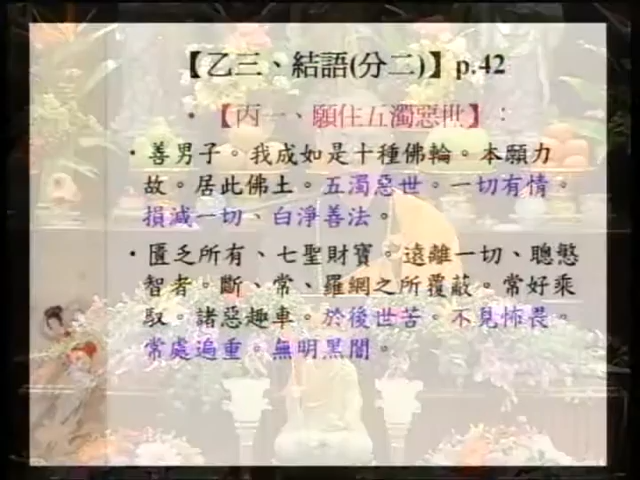 【乙三、結語(分二)】p.42
•【丙一、願住五濁惡世】：
•善男子。我成如是十種佛輪。本願力
故。居此佛土。五濁惡世。一切有情。
損減一切、白淨善法。
•匱乏所有、七聖財寶。遠離一切、聰慜
智者。斷、常、羅網之所覆蔽。常好乘
馭。諸惡趣車。於後世苦。不見怖畏。
常處遍重。無明黑闇。